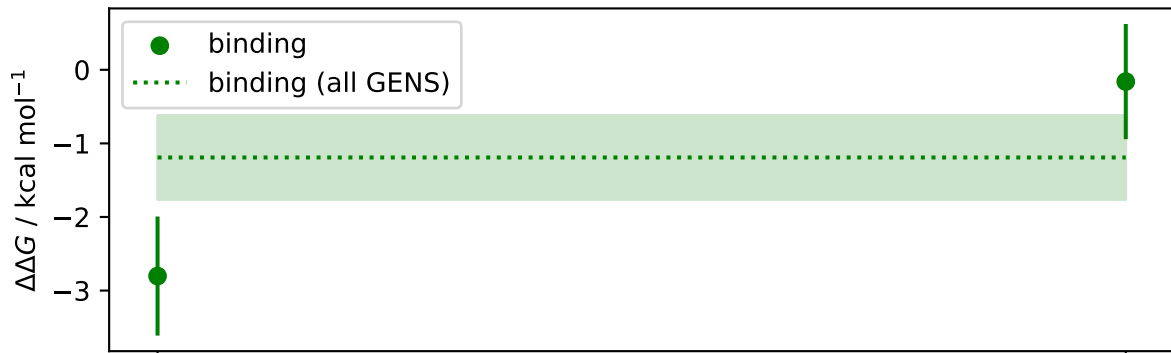 binding
binding (all GENS)
0
−1
−2
−3
ΔΔG / kcal mol⁻¹